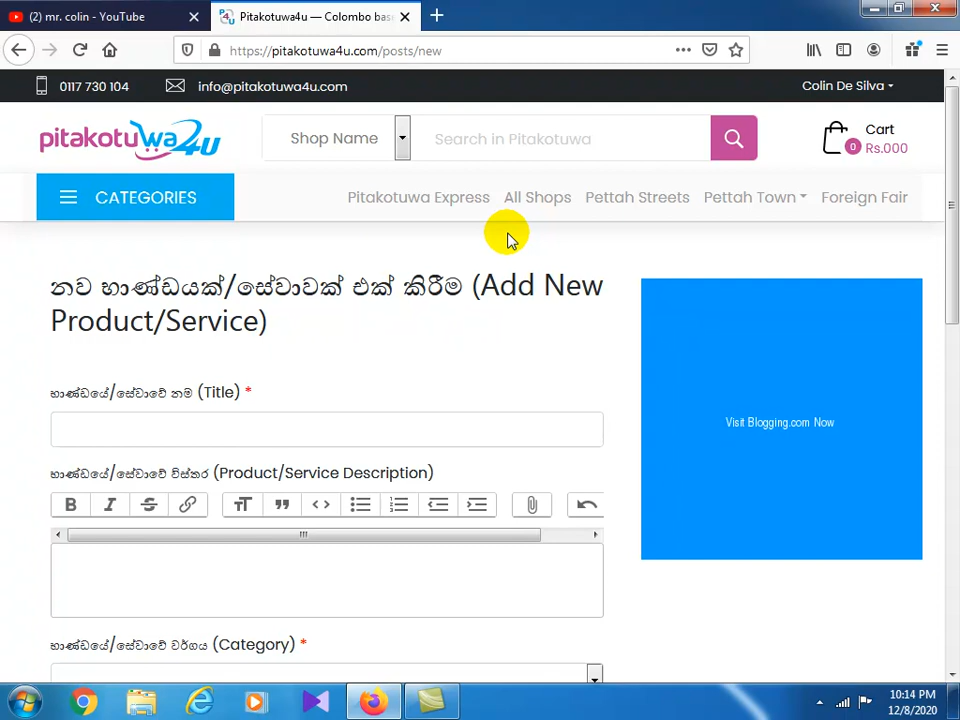 (2) mr. colin - YouTube
Pitakotuwa4u — Colombo bas
https://pitakotuwa4u.com/posts/new
0117 730 104
info@pitakotuwa4u.com
Colin De Silva
pitakotuwa4u
Shop Name
Search in Pitakotuwa
Cart
0 Rs.000
CATEGORIES
Pitakotuwa Express
All Shops
Pettah Streets
Pettah Town
Foreign Fair
නව භාණ්ඩයක්/සේවාවක් එක් කිරීම (Add New
Product/Service)
භාණ්ඩයේ/සේවාවේ නම (Title) *
භාණ්ඩයේ/සේවාවේ විස්තර (Product/Service Description)
Visit Blogging.com Now
භාණ්ඩයේ/සේවාවේ වර්ගය (Category) *
10:14 PM
12/8/2020